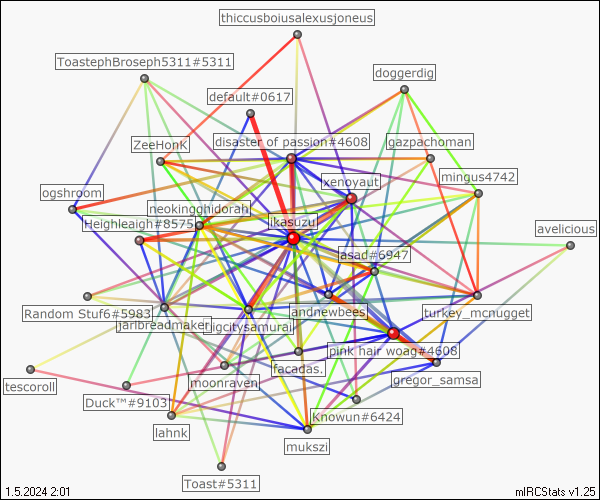 thiccusboiusalexusjoneus
ToastephBroseph5311#5311
doggerdig
default#0617
ZeeHonK
disaster of passion#4608
gazpachoman
mingus4742
xenoyaut
ogshroom
neokingghidorah
ikasuzu
Heighleigh#8575
avelicious
asad#6947
Random Stuf6#5983
jarlbreadmaker
bigcitysamurai
andnewbees
turkey_mcnugget
pink hair woag#4608
facadas.
moonraven
gregor_samsa
tescoroll
Duck™#9103
Knowun#6424
lahnk
mukszi
Toast#5311
1.5.2024 2:01
mIRCStats v1.25